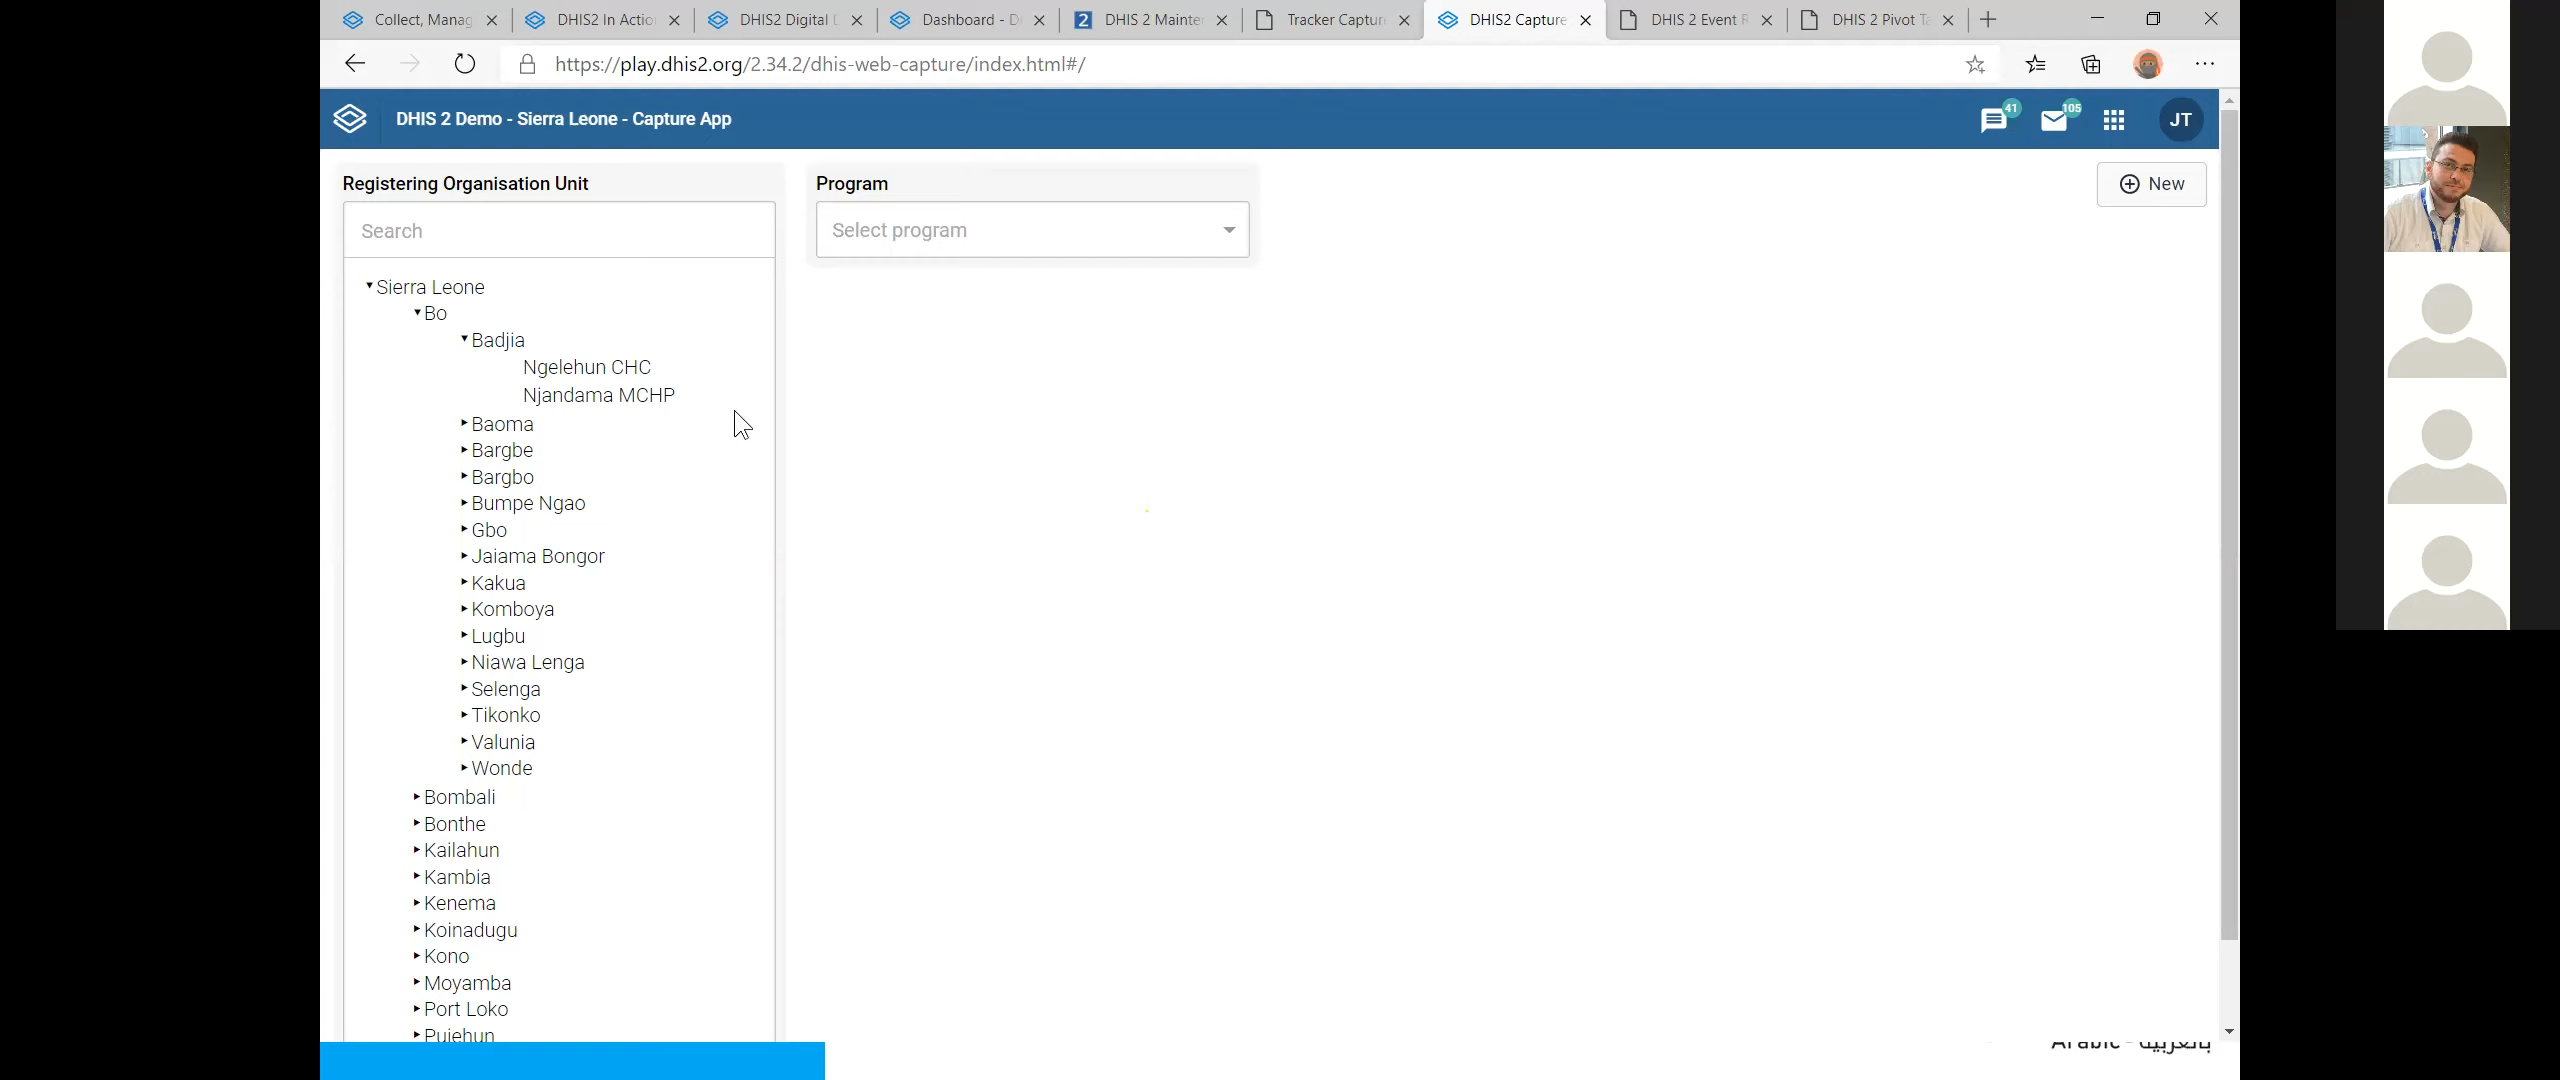 Collect, Manag
DHIS2 In Actio
DHIS2 Digital
Dashboard - D
2 DHIS 2 Mainte
Tracker Captur
DHIS2 Capture
DHIS 2 Event R
DHIS 2 Pivot Ta
https://play.dhis2.org/2.34.2/dhis-web-capture/index.html#/
DHIS 2 Demo - Sierra Leone - Capture App
41
105
JT
Registering Organisation Unit
Program
New
Search
Select program
Sierra Leone
Bo
Badjia
Ngelehun CHC
Njandama MCHP
Baoma
Bargbe
Bargbo
Bumpe Ngao
Gbo
Jaiama Bongor
Kakua
Komboya
Lugbu
Niawa Lenga
Selenga
Tikonko
Valunia
Wonde
Bombali
Bonthe
Kailahun
Kambia
Kenema
Koinadugu
Kono
Moyamba
Port Loko
Pujehun
Arabic - بالعربية